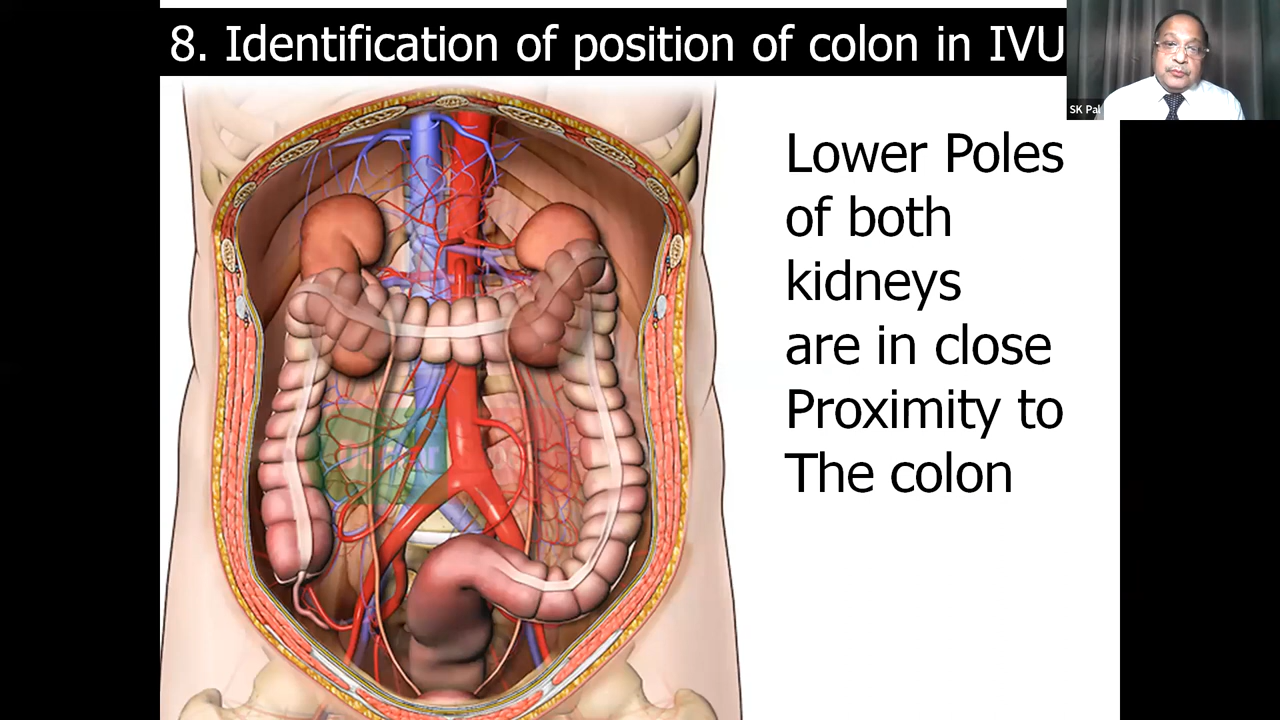 8. Identification of position of colon in IVU
SK Pal
Lower Poles
of both
kidneys
are in close
Proximity to
The colon